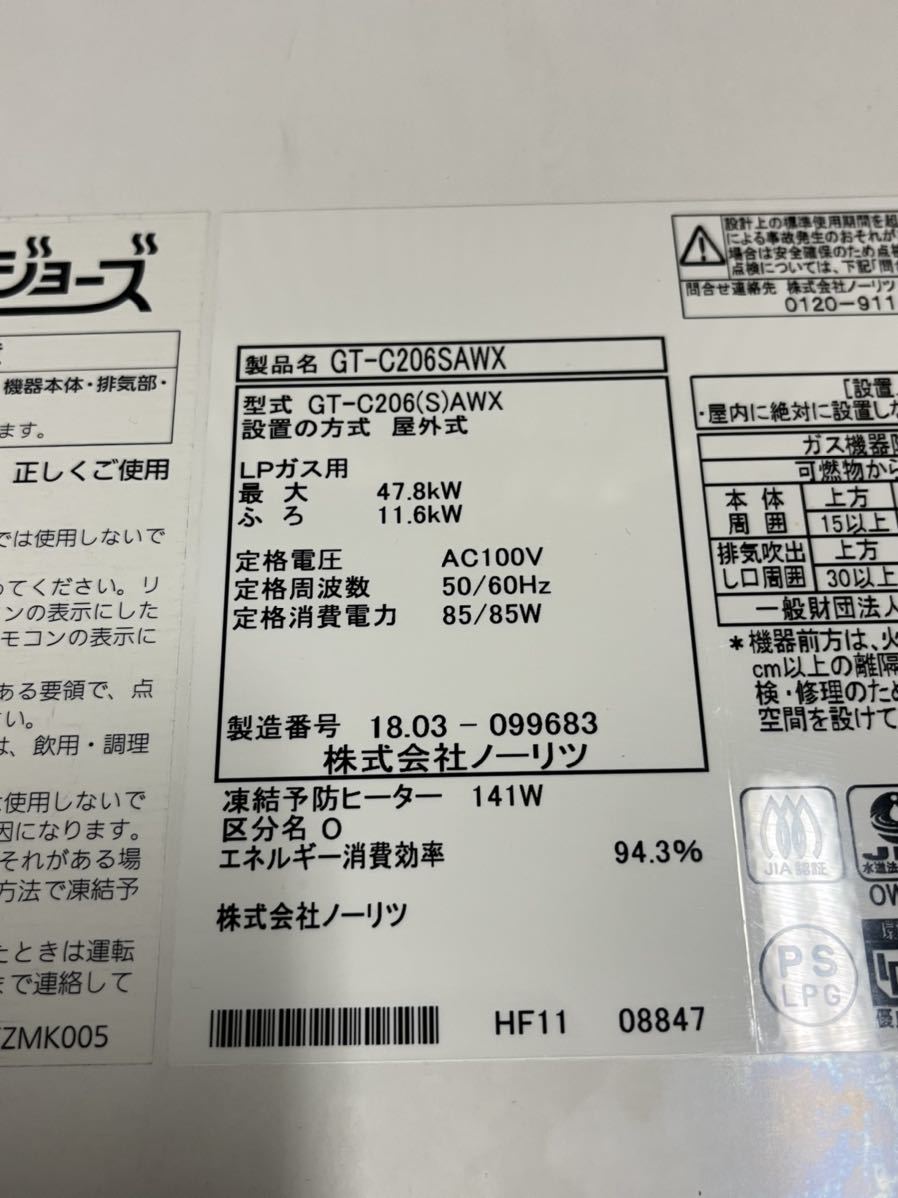 ジョーズ
機器本体・排気部・
ます。
正しくご使用
では使用しないで
ってください。リ
コンの表示にした
モコンの表示に
ある要領で、点
さい。
は、飲用・調理
使用しないで
因になります。
それがある場
方法で凍結予
たときは運転
まで連絡して
ZMK005
製品名 GT-C206SAWX
型式 GT-C206(S)AWX
設置の方式 屋外式
LPガス用
最大 47.8kW
ふろ 11.6kW
定格電圧 AC100V
定格周波数 50/60Hz
定格消費電力 85/85W
製造番号 18.03-099683
株式会社ノーリツ
凍結予防ヒーター 141W
区分名 O
エネルギー消費効率 94.3%
株式会社ノーリツ
HF11 08847
設計上の標準使用期間を超
による事故発生のおそれが
場合は安全確保のため点検
点検については、下記「問合
問合せ連絡先 株式会社ノーリツ
0120-911
[設置
・屋内に絶対に設置しな
ガス機器防
可燃物から
本体周囲 上方
15以上
排気吹出し口周囲 上方
30以上
一般財団法人
＊機器前方は、火
cm以上の離隔
検・修理のため
空間を設けて
JIA 認証
水道法
PS
LPG